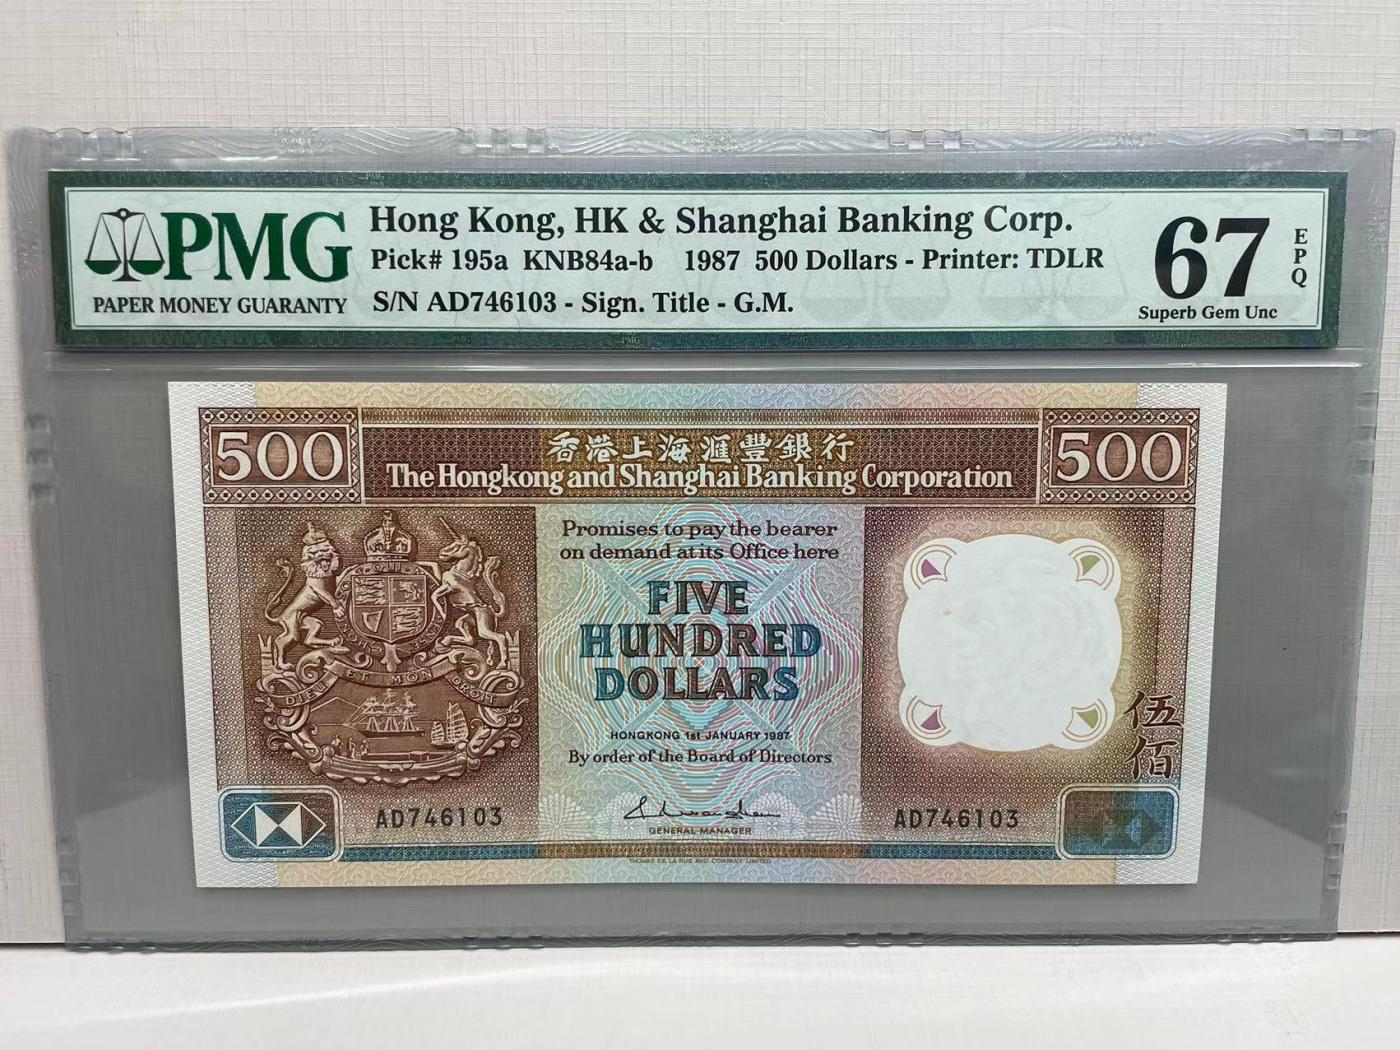 PMG
PAPER MONEY GUARANTY
Hong Kong, HK & Shanghai Banking Corp.
Pick# 195a KNB84a-b 1987 500 Dollars - Printer: TDLR
S/N AD746103 - Sign. Title - G.M.
67
EPQ
Superb Gem Unc
500
香港上海滙豐銀行
500
The Hongkong and Shanghai Banking Corporation
Promises to pay the bearer
on demand at its Office here
FIVE
HUNDRED
DOLLARS
DIEU ET MON DROIT
HONGKONG 1st JANUARY 1987
By order of the Board of Directors
伍佰
AD746103
AD746103
GENERAL MANAGER
THOMAS DE LA RUE AND COMPANY LIMITED